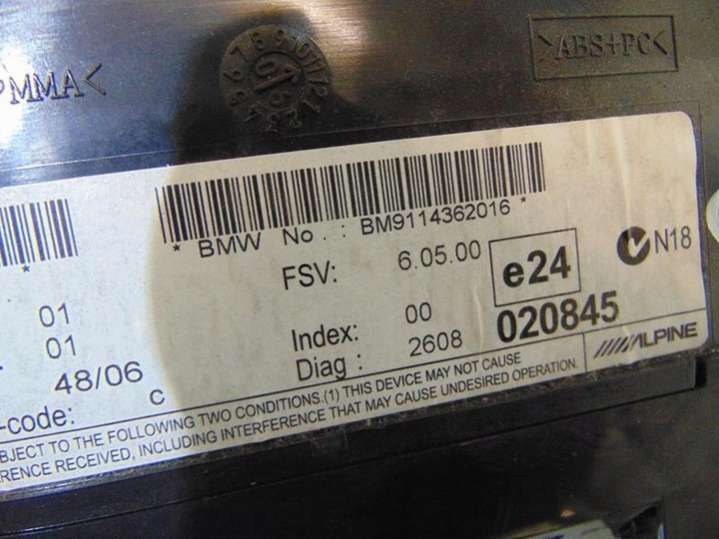 >ABS+PC<
MMA<
* BMW No.: BM9114362016 *
*
FSV: 6.05.00
e24
N18
01
Index: 00
020845
01
Diag: 2608
ALPINE
48/06
-code: C
BJECT TO THE FOLLOWING TWO CONDITIONS.(1) THIS DEVICE MAY NOT CAUSE
RENCE RECEIVED, INCLUDING INTERFERENCE THAT MAY CAUSE UNDESIRED OPERATION.